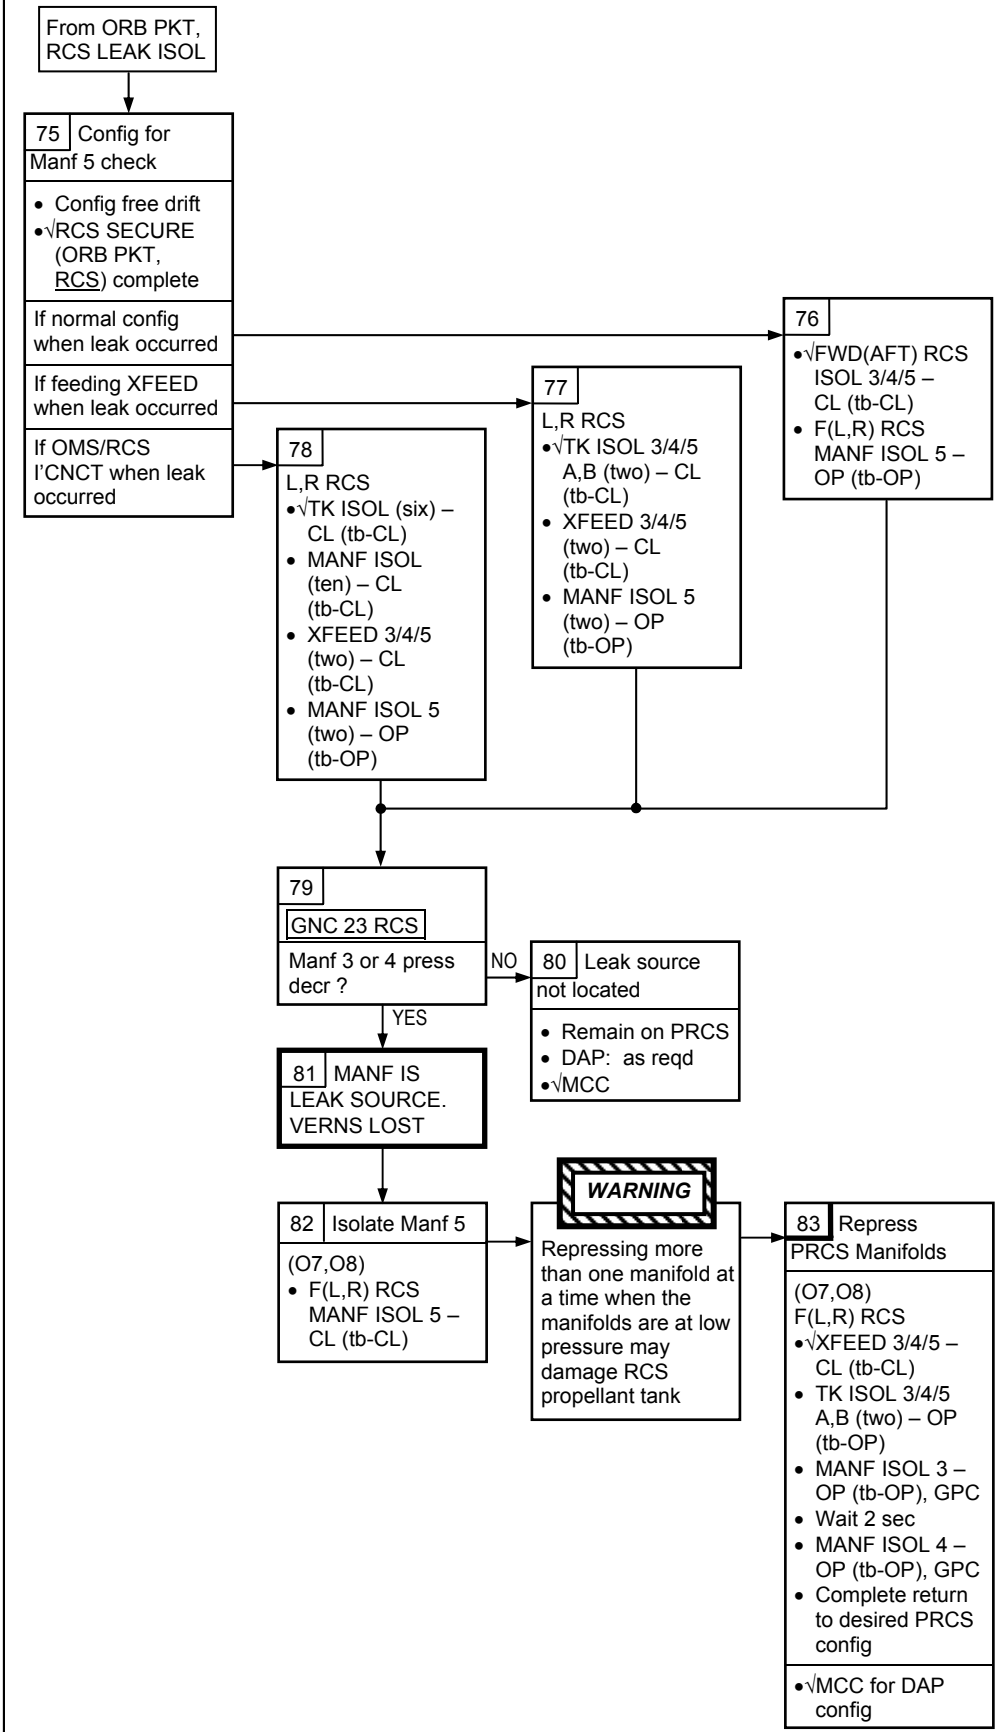 From ORB PKT,
RCS LEAK ISOL
75 Config for
Manf 5 check
• Config free drift
•√RCS SECURE
(ORB PKT,
RCS) complete
If normal config
when leak occurred
If feeding XFEED
when leak occurred
If OMS/RCS
I'CNCT when leak
occurred
76
•√FWD(AFT) RCS
ISOL 3/4/5 –
CL (tb-CL)
• F(L,R) RCS
MANF ISOL 5 –
OP (tb-OP)
77
L,R RCS
•√TK ISOL 3/4/5
A,B (two) – CL
(tb-CL)
• XFEED 3/4/5
(two) – CL
(tb-CL)
• MANF ISOL 5
(two) – OP
(tb-OP)
78
L,R RCS
•√TK ISOL (six) –
CL (tb-CL)
• MANF ISOL
(ten) – CL
(tb-CL)
• XFEED 3/4/5
(two) – CL
(tb-CL)
• MANF ISOL 5
(two) – OP
(tb-OP)
79
GNC 23 RCS
Manf 3 or 4 press
decr ?
NO
YES
80 Leak source
not located
• Remain on PRCS
• DAP: as reqd
•√MCC
81 MANF IS
LEAK SOURCE.
VERNS LOST
82 Isolate Manf 5
(O7,O8)
• F(L,R) RCS
MANF ISOL 5 –
CL (tb-CL)
WARNING
Repressing more
than one manifold at
a time when the
manifolds are at low
pressure may
damage RCS
propellant tank
83 Repress
PRCS Manifolds
(O7,O8)
F(L,R) RCS
•√XFEED 3/4/5 –
CL (tb-CL)
• TK ISOL 3/4/5
A,B (two) – OP
(tb-OP)
• MANF ISOL 3 –
OP (tb-OP), GPC
• Wait 2 sec
• MANF ISOL 4 –
OP (tb-OP), GPC
• Complete return
to desired PRCS
config
•√MCC for DAP
config